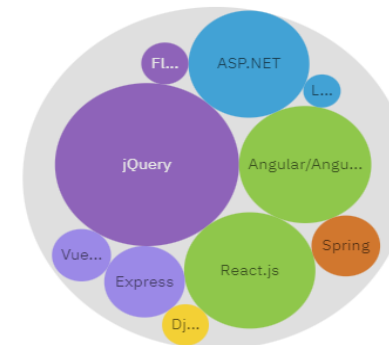 ASP.NET
Fl...
L...
jQuery
Angular/Angu...
Vue...
Spring
Express
React.js
Dj...